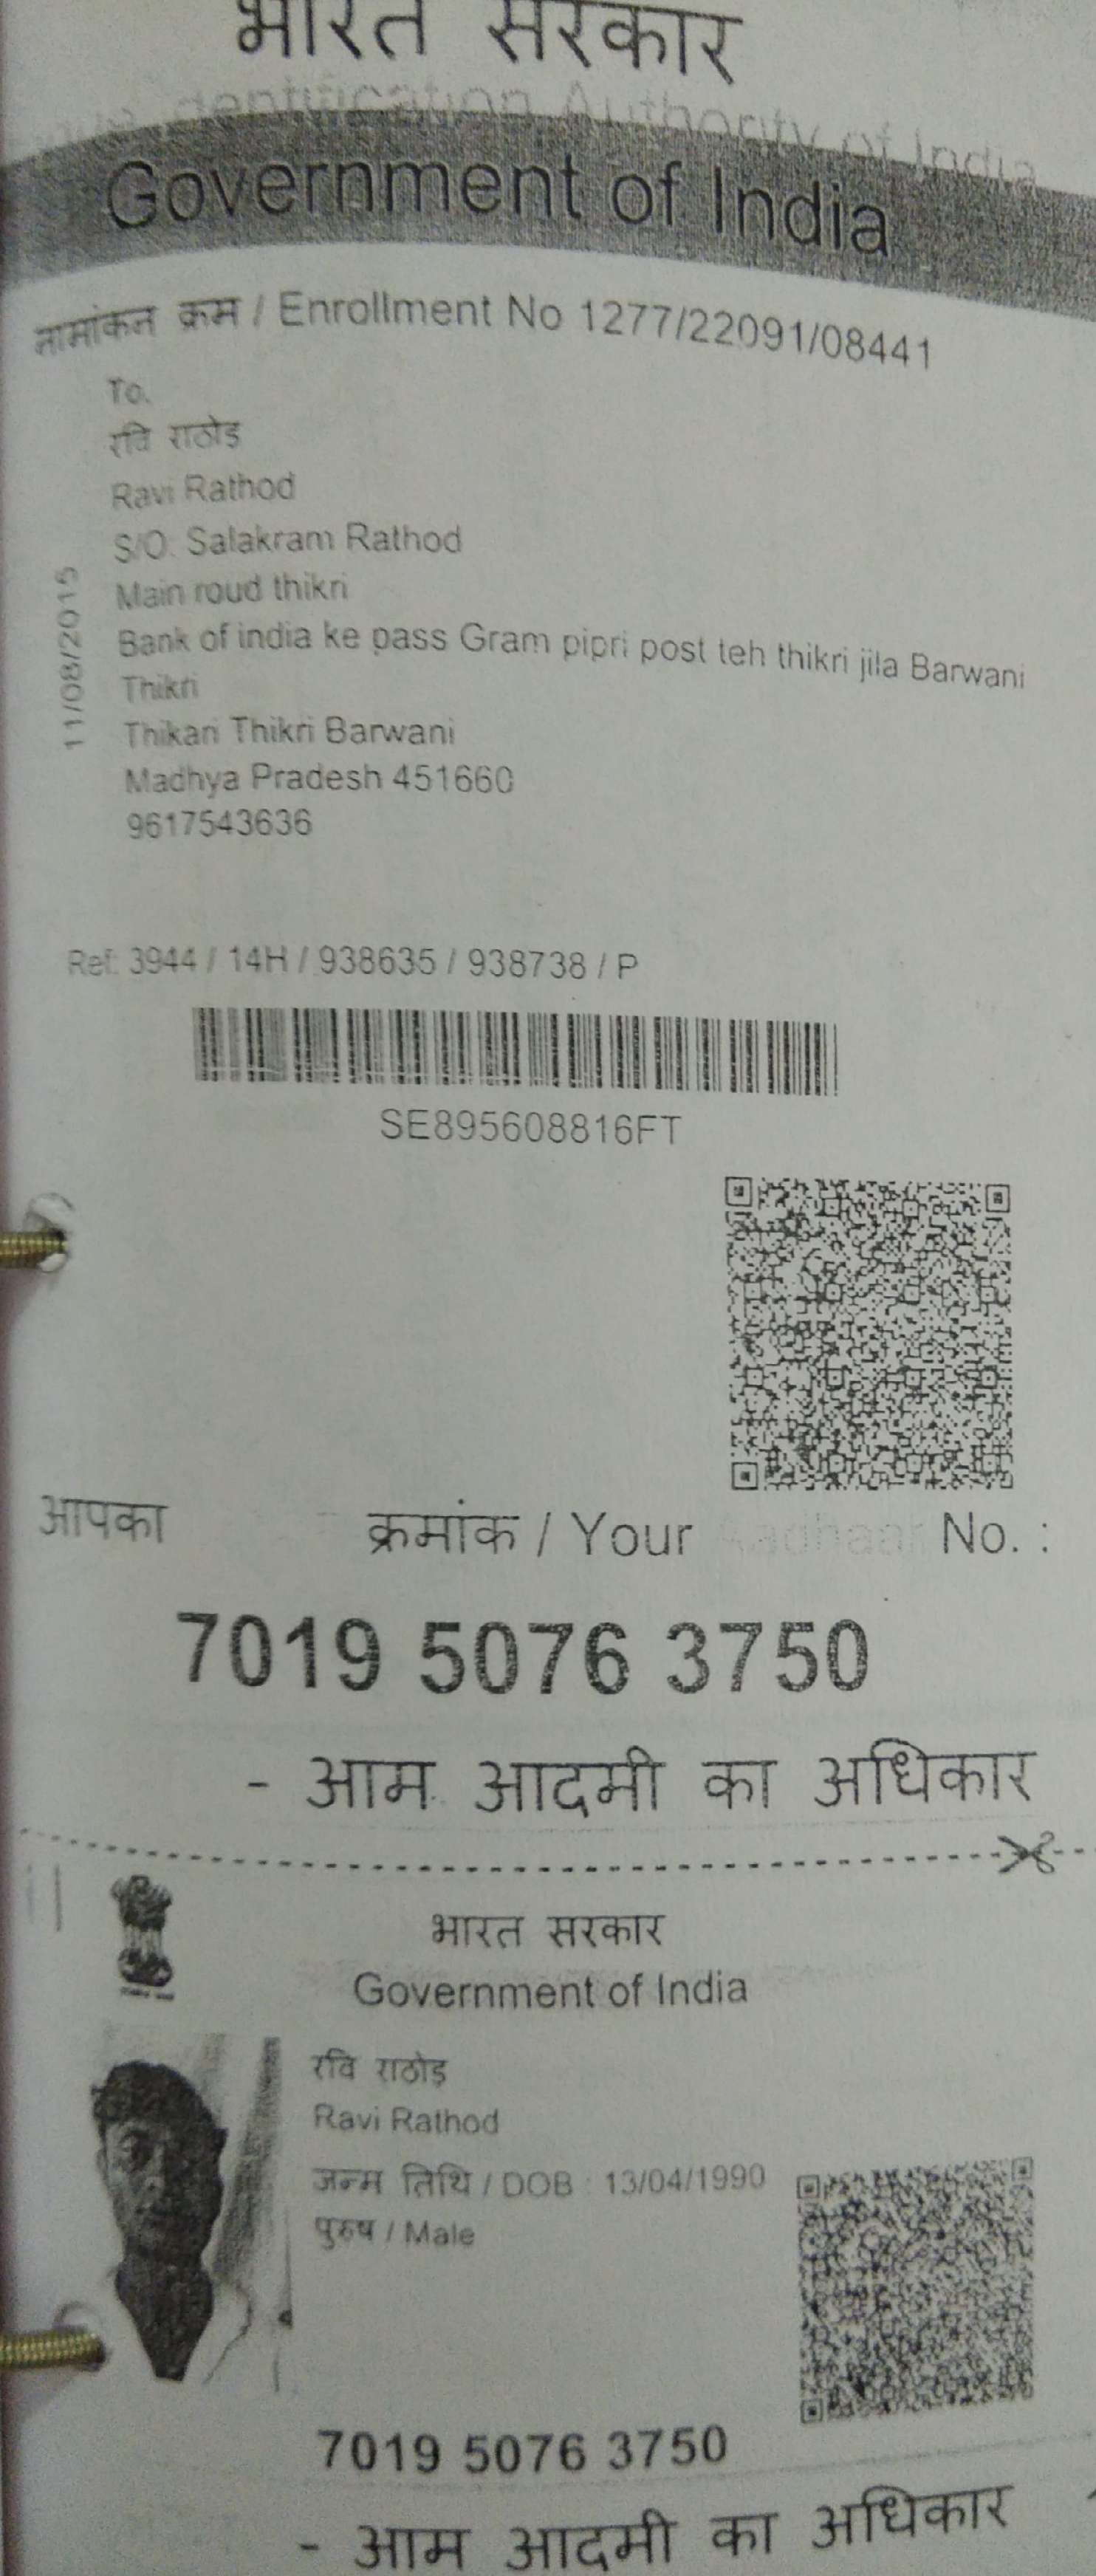 भारत सरकार
Identification Authority of India
Government of India
नामांकन क्रम / Enrollment No 1277/22091/08441
To.
रवि राठोड़
Ravi Rathod
S/O: Salakram Rathod
Main roud thikri
Bank of india ke pass Gram pipri post teh thikri jila Barwani
Thikri
Thikari Thikri Barwani
Madhya Pradesh 451660
9617543636
11/08/2015
Ref: 3944 / 14H / 938635 / 938738 / P
SE895608816FT
आपका क्रमांक / Your Aadhaar No. :
7019 5076 3750
- आम आदमी का अधिकार
भारत सरकार
Government of India
रवि राठोड़
Ravi Rathod
जन्म तिथि / DOB : 13/04/1990
पुरुष / Male
7019 5076 3750
- आम आदमी का अधिकार